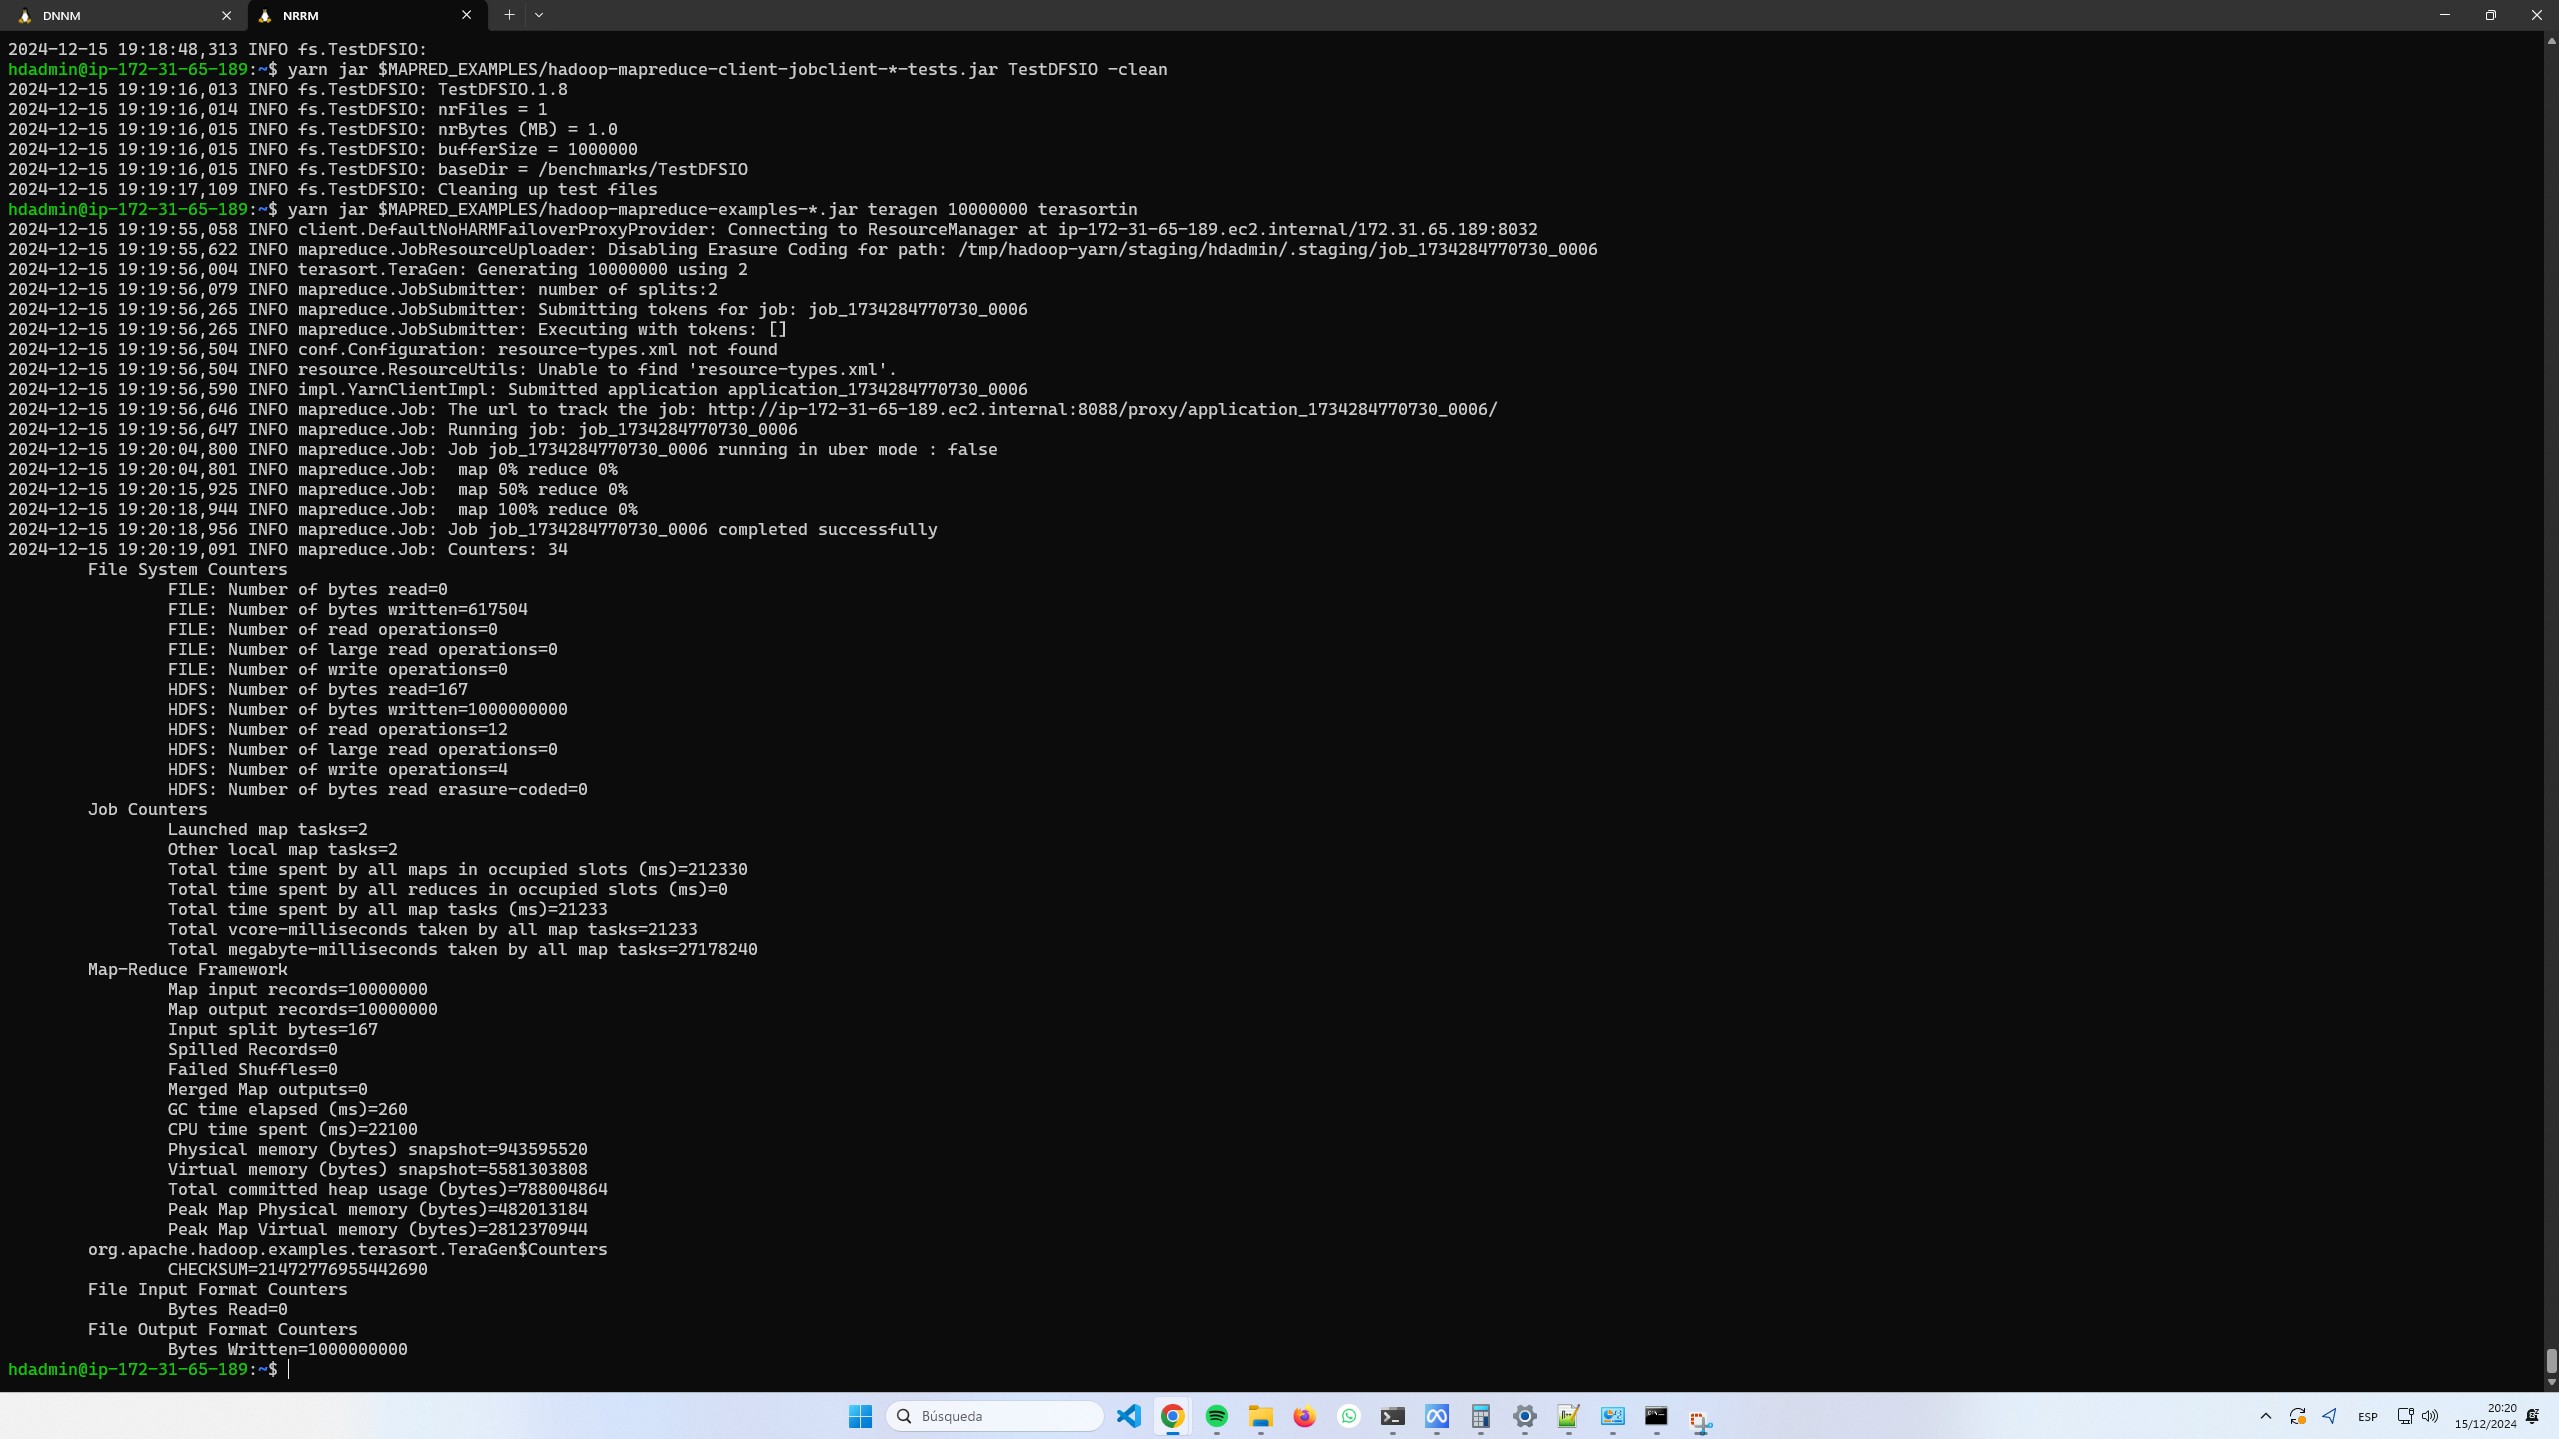 DNNM
NRRM
2024-12-15 19:18:48,313 INFO fs.TestDFSIO:
hdadmin@ip-172-31-65-189:~$ yarn jar $MAPRED_EXAMPLES/hadoop-mapreduce-client-jobclient-*-tests.jar TestDFSIO -clean
2024-12-15 19:19:16,013 INFO fs.TestDFSIO: TestDFSIO.1.8
2024-12-15 19:19:16,014 INFO fs.TestDFSIO: nrFiles = 1
2024-12-15 19:19:16,015 INFO fs.TestDFSIO: nrBytes (MB) = 1.0
2024-12-15 19:19:16,015 INFO fs.TestDFSIO: bufferSize = 1000000
2024-12-15 19:19:16,015 INFO fs.TestDFSIO: baseDir = /benchmarks/TestDFSIO
2024-12-15 19:19:17,109 INFO fs.TestDFSIO: Cleaning up test files
hdadmin@ip-172-31-65-189:~$ yarn jar $MAPRED_EXAMPLES/hadoop-mapreduce-examples-*.jar teragen 10000000 terasortin
2024-12-15 19:19:55,058 INFO client.DefaultNoHARMFailoverProxyProvider: Connecting to ResourceManager at ip-172-31-65-189.ec2.internal/172.31.65.189:8032
2024-12-15 19:19:55,622 INFO mapreduce.JobResourceUploader: Disabling Erasure Coding for path: /tmp/hadoop-yarn/staging/hdadmin/.staging/job_1734284770730_0006
2024-12-15 19:19:56,004 INFO terasort.TeraGen: Generating 10000000 using 2
2024-12-15 19:19:56,079 INFO mapreduce.JobSubmitter: number of splits:2
2024-12-15 19:19:56,265 INFO mapreduce.JobSubmitter: Submitting tokens for job: job_1734284770730_0006
2024-12-15 19:19:56,265 INFO mapreduce.JobSubmitter: Executing with tokens: []
2024-12-15 19:19:56,504 INFO conf.Configuration: resource-types.xml not found
2024-12-15 19:19:56,504 INFO resource.ResourceUtils: Unable to find 'resource-types.xml'.
2024-12-15 19:19:56,590 INFO impl.YarnClientImpl: Submitted application application_1734284770730_0006
2024-12-15 19:19:56,646 INFO mapreduce.Job: The url to track the job: http://ip-172-31-65-189.ec2.internal:8088/proxy/application_1734284770730_0006/
2024-12-15 19:19:56,647 INFO mapreduce.Job: Running job: job_1734284770730_0006
2024-12-15 19:20:04,800 INFO mapreduce.Job: Job job_1734284770730_0006 running in uber mode : false
2024-12-15 19:20:04,801 INFO mapreduce.Job:  map 0% reduce 0%
2024-12-15 19:20:15,925 INFO mapreduce.Job:  map 50% reduce 0%
2024-12-15 19:20:18,944 INFO mapreduce.Job:  map 100% reduce 0%
2024-12-15 19:20:18,956 INFO mapreduce.Job: Job job_1734284770730_0006 completed successfully
2024-12-15 19:20:19,091 INFO mapreduce.Job: Counters: 34
File System Counters
FILE: Number of bytes read=0
FILE: Number of bytes written=617504
FILE: Number of read operations=0
FILE: Number of large read operations=0
FILE: Number of write operations=0
HDFS: Number of bytes read=167
HDFS: Number of bytes written=1000000000
HDFS: Number of read operations=12
HDFS: Number of large read operations=0
HDFS: Number of write operations=4
HDFS: Number of bytes read erasure-coded=0
Job Counters
Launched map tasks=2
Other local map tasks=2
Total time spent by all maps in occupied slots (ms)=212330
Total time spent by all reduces in occupied slots (ms)=0
Total time spent by all map tasks (ms)=21233
Total vcore-milliseconds taken by all map tasks=21233
Total megabyte-milliseconds taken by all map tasks=27178240
Map-Reduce Framework
Map input records=10000000
Map output records=10000000
Input split bytes=167
Spilled Records=0
Failed Shuffles=0
Merged Map outputs=0
GC time elapsed (ms)=260
CPU time spent (ms)=22100
Physical memory (bytes) snapshot=943595520
Virtual memory (bytes) snapshot=5581303808
Total committed heap usage (bytes)=788004864
Peak Map Physical memory (bytes)=482013184
Peak Map Virtual memory (bytes)=2812370944
org.apache.hadoop.examples.terasort.TeraGen$Counters
CHECKSUM=21472776955442690
File Input Format Counters
Bytes Read=0
File Output Format Counters
Bytes Written=1000000000
hdadmin@ip-172-31-65-189:~$
Búsqueda
ESP
20:20
15/12/2024